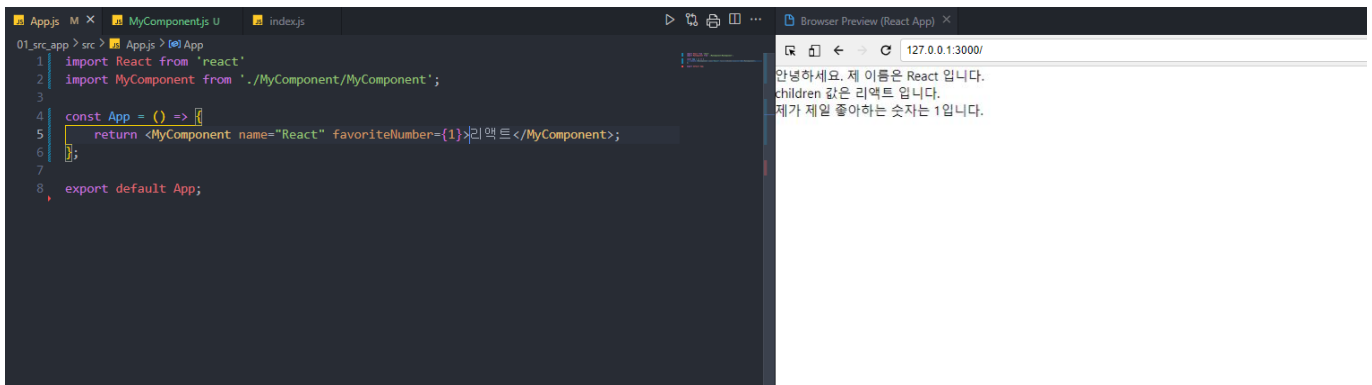 App.js M
MyComponent.js U
index.js
Browser Preview (React App)
01_src_app > src > App.js > App
127.0.0.1:3000/
1 import React from 'react'
2 import MyComponent from './MyComponent/MyComponent';
3
4 const App = () => {
5 return <MyComponent name="React" favoriteNumber={1}>리액트</MyComponent>;
6 };
7
8 export default App;
안녕하세요. 제 이름은 React 입니다.
children 값은 리액트 입니다.
제가 제일 좋아하는 숫자는 1입니다.